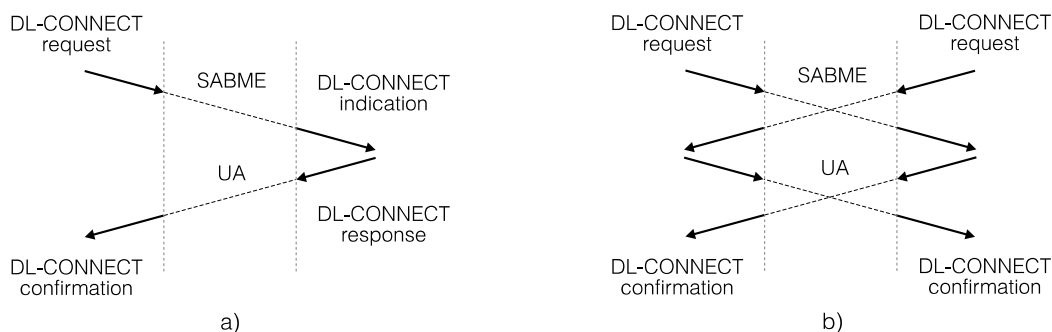 DL-CONNECT
request
SABME
DL-CONNECT
indication
UA
DL-CONNECT
response
DL-CONNECT
confirmation
a)
DL-CONNECT
request
DL-CONNECT
request
SABME
UA
DL-CONNECT
confirmation
DL-CONNECT
confirmation
b)